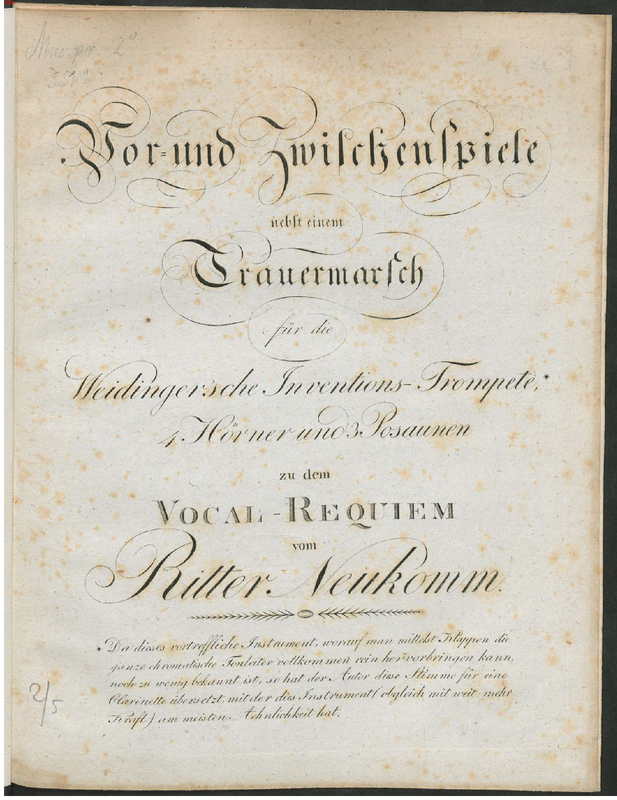 Mus. pr. 2°
Vor- und Zwischenspiele
nebst einem
Trauermarsch
für die
Weidingersche Inventions-Trompete,*
4 Hörner und 3 Posaunen
zu dem
VOCAL-REQUIEM
vom
Ritter Neukomm.
* Da dieses vortreffliche Instrument, worauf man mittelst Klappen die
ganze chromatische Tonleiter vollkommen rein hervorbringen kann,
noch zu wenig bekannt ist, so hat der Autor diese Stimme für eine
Clarinette übersetzt, mit der dies Instrument (obgleich mit weit mehr
Kraft) am meisten Aehnlichkeit hat.
2/5